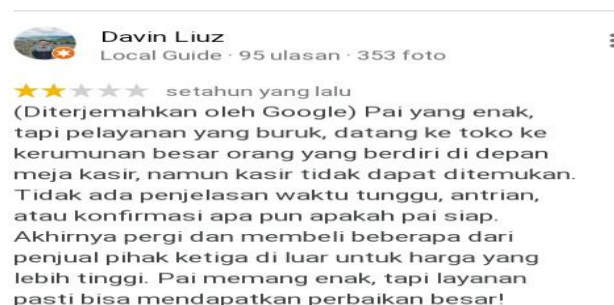 Davin Liuz
Local Guide · 95 ulasan · 353 foto
setahun yang lalu
(Diterjemahkan oleh Google) Pai yang enak,
tapi pelayanan yang buruk, datang ke toko ke
kerumunan besar orang yang berdiri di depan
meja kasir, namun kasir tidak dapat ditemukan.
Tidak ada penjelasan waktu tunggu, antrian,
atau konfirmasi apa pun apakah pai siap.
Akhirnya pergi dan membeli beberapa dari
penjual pihak ketiga di luar untuk harga yang
lebih tinggi. Pai memang enak, tapi layanan
pasti bisa mendapatkan perbaikan besar!